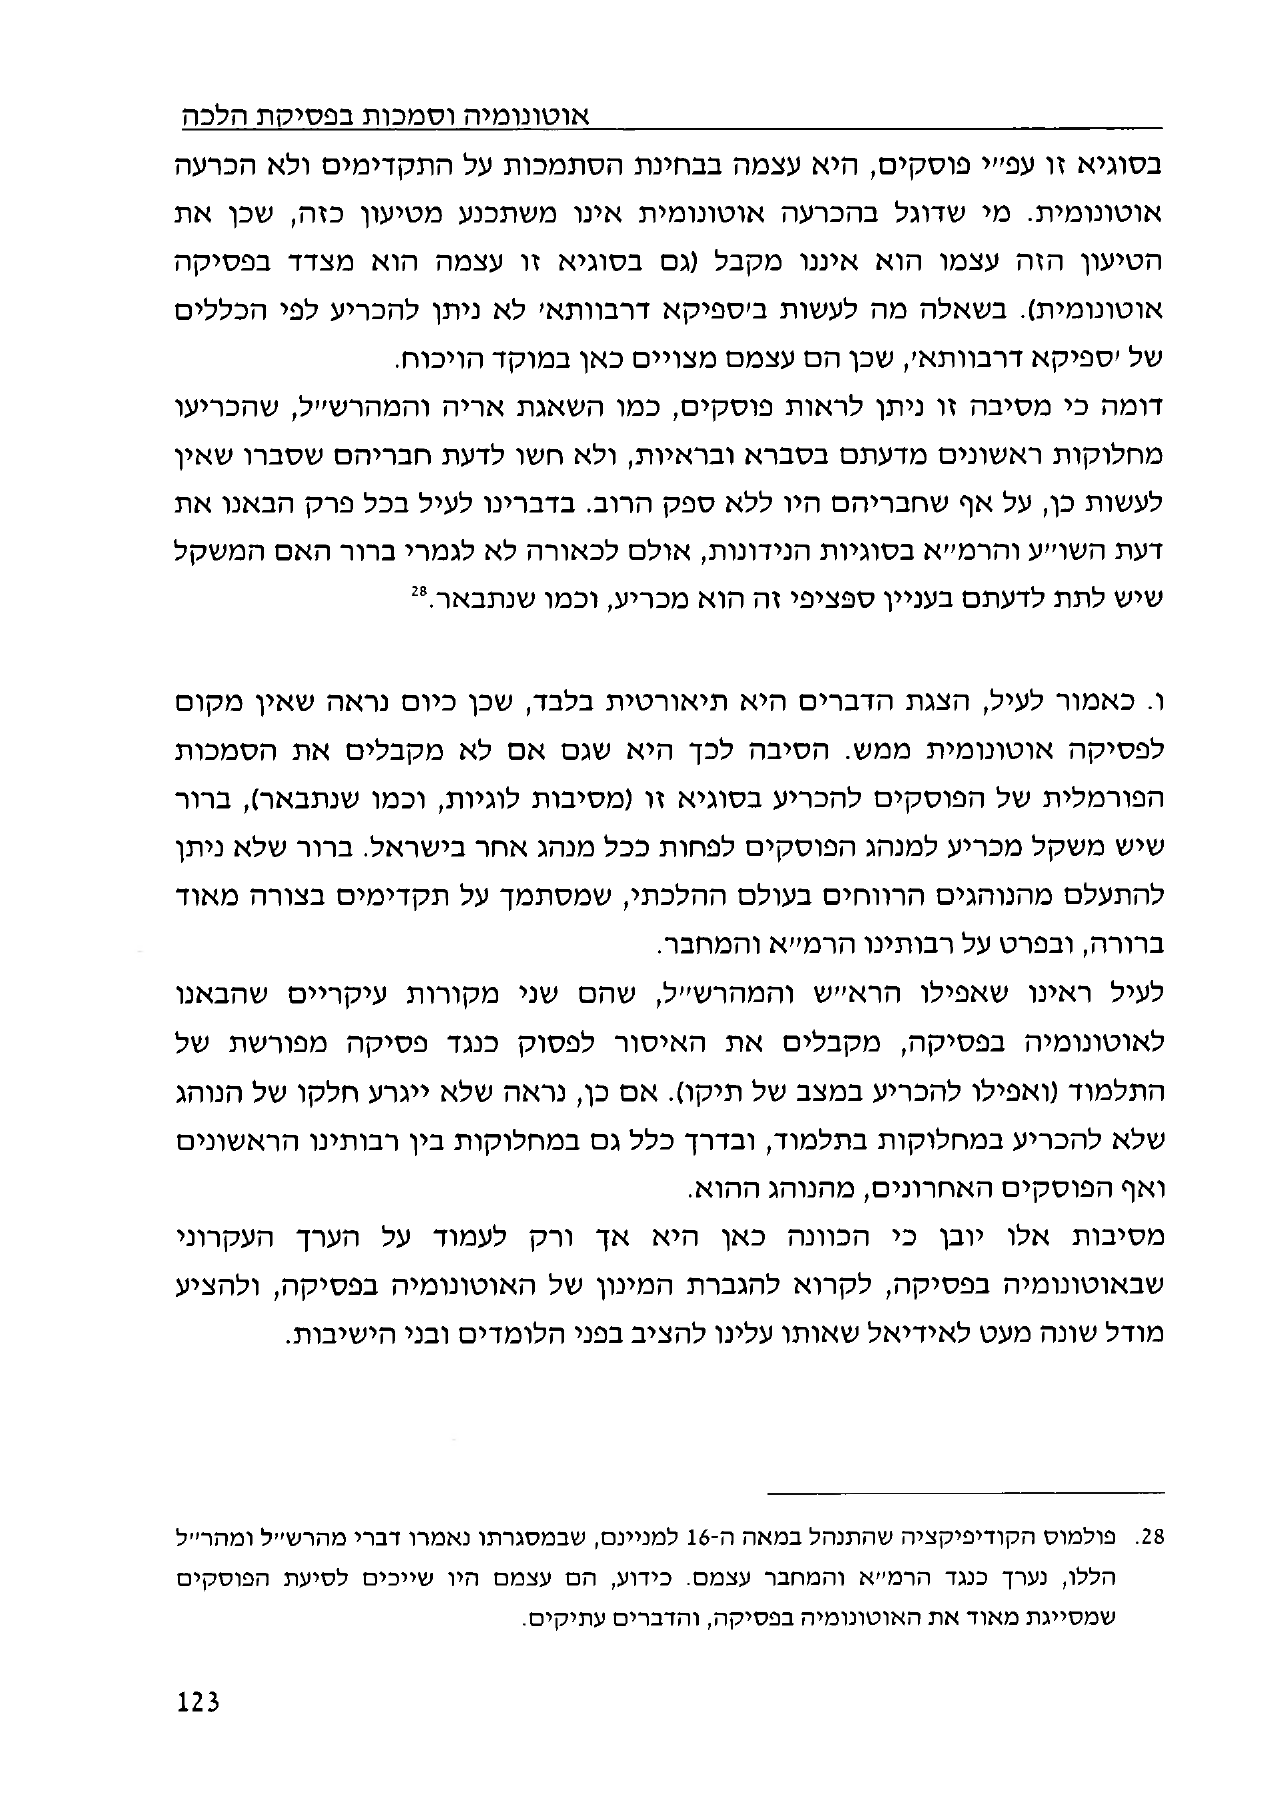 אוטונומיה וסמכות בפסיקת הלכה
בסוגיא זו עפ״י פוסקים, היא עצמה בבחינת הסתמכות על התקדימים ולא הכרעה
אוטונומית. מי שדוגל בהכרעה אוטונומית אינו משתכנע מטיעון כזה, שכן את
הטיעון הזה עצמו הוא איננו מקבל (גם בסוגיא זו עצמה הוא מצדד בפסיקה
אוטונומית). בשאלה מה לעשות ב׳ספיקא דרבוותא׳ לא ניתן להכריע לפי הכללים
של ׳ספיקא דרבוותא׳, שכן הם עצמם מצויים כאן במוקד הויכוח.
דומה כי מסיבה זו ניתן לראות פוסקים, כמו השאגת אריה והמהרש״ל, שהכריעו
מחלוקות ראשונים מדעתם בסברא ובראיות, ולא חשו לדעת חבריהם שסברו שאין
לעשות כן, על אף שחבריהם היו ללא ספק הרוב. בדברינו לעיל בכל פרק הבאנו את
דעת השו״ע והרמ״א בסוגיות הנידונות, אולם לכאורה לא לגמרי ברור האם המשקל
שיש לתת לדעתם בעניין ספציפי זה הוא מכריע, וכמו שנתבאר.28
ו. כאמור לעיל, הצגת הדברים היא תיאורטית בלבד, שכן כיום נראה שאין מקום
לפסיקה אוטונומית ממש. הסיבה לכך היא שגם אם לא מקבלים את הסמכות
הפורמלית של הפוסקים להכריע בסוגיא זו (מסיבות לוגיות, וכמו שנתבאר), ברור
שיש משקל מכריע למנהג הפוסקים לפחות ככל מנהג אחר בישראל. ברור שלא ניתן
להתעלם מהנוהגים הרווחים בעולם ההלכתי, שמסתמך על תקדימים בצורה מאוד
ברורה, ובפרט על רבותינו הרמ״א והמחבר.
לעיל ראינו שאפילו הרא״ש והמהרש״ל, שהם שני מקורות עיקריים שהבאנו
לאוטונומיה בפסיקה, מקבלים את האיסור לפסוק כנגד פסיקה מפורשת של
התלמוד (ואפילו להכריע במצב של תיקו). אם כן, נראה שלא ייגרע חלקו של הנוהג
שלא להכריע במחלוקות בתלמוד, ובדרך כלל גם במחלוקות בין רבותינו הראשונים
ואף הפוסקים האחרונים, מהנוהג ההוא.
מסיבות אלו יובן כי הכוונה כאן היא אך ורק לעמוד על הערך העקרוני
שבאוטונומיה בפסיקה, לקרוא להגברת המינון של האוטונומיה בפסיקה, ולהציע
מודל שונה מעט לאידיאל שאותו עלינו להציב בפני הלומדים ובני הישיבות.
28. פולמוס הקודיפיקציה שהתנהל במאה ה-16 למניינם, שבמסגרתו נאמרו דברי מהרש״ל ומהר״ל
הללו, נערך כנגד הרמ״א והמחבר עצמם. כידוע, הם עצמם היו שייכים לסיעת הפוסקים
שמסייגת מאוד את האוטונומיה בפסיקה, והדברים עתיקים.
123